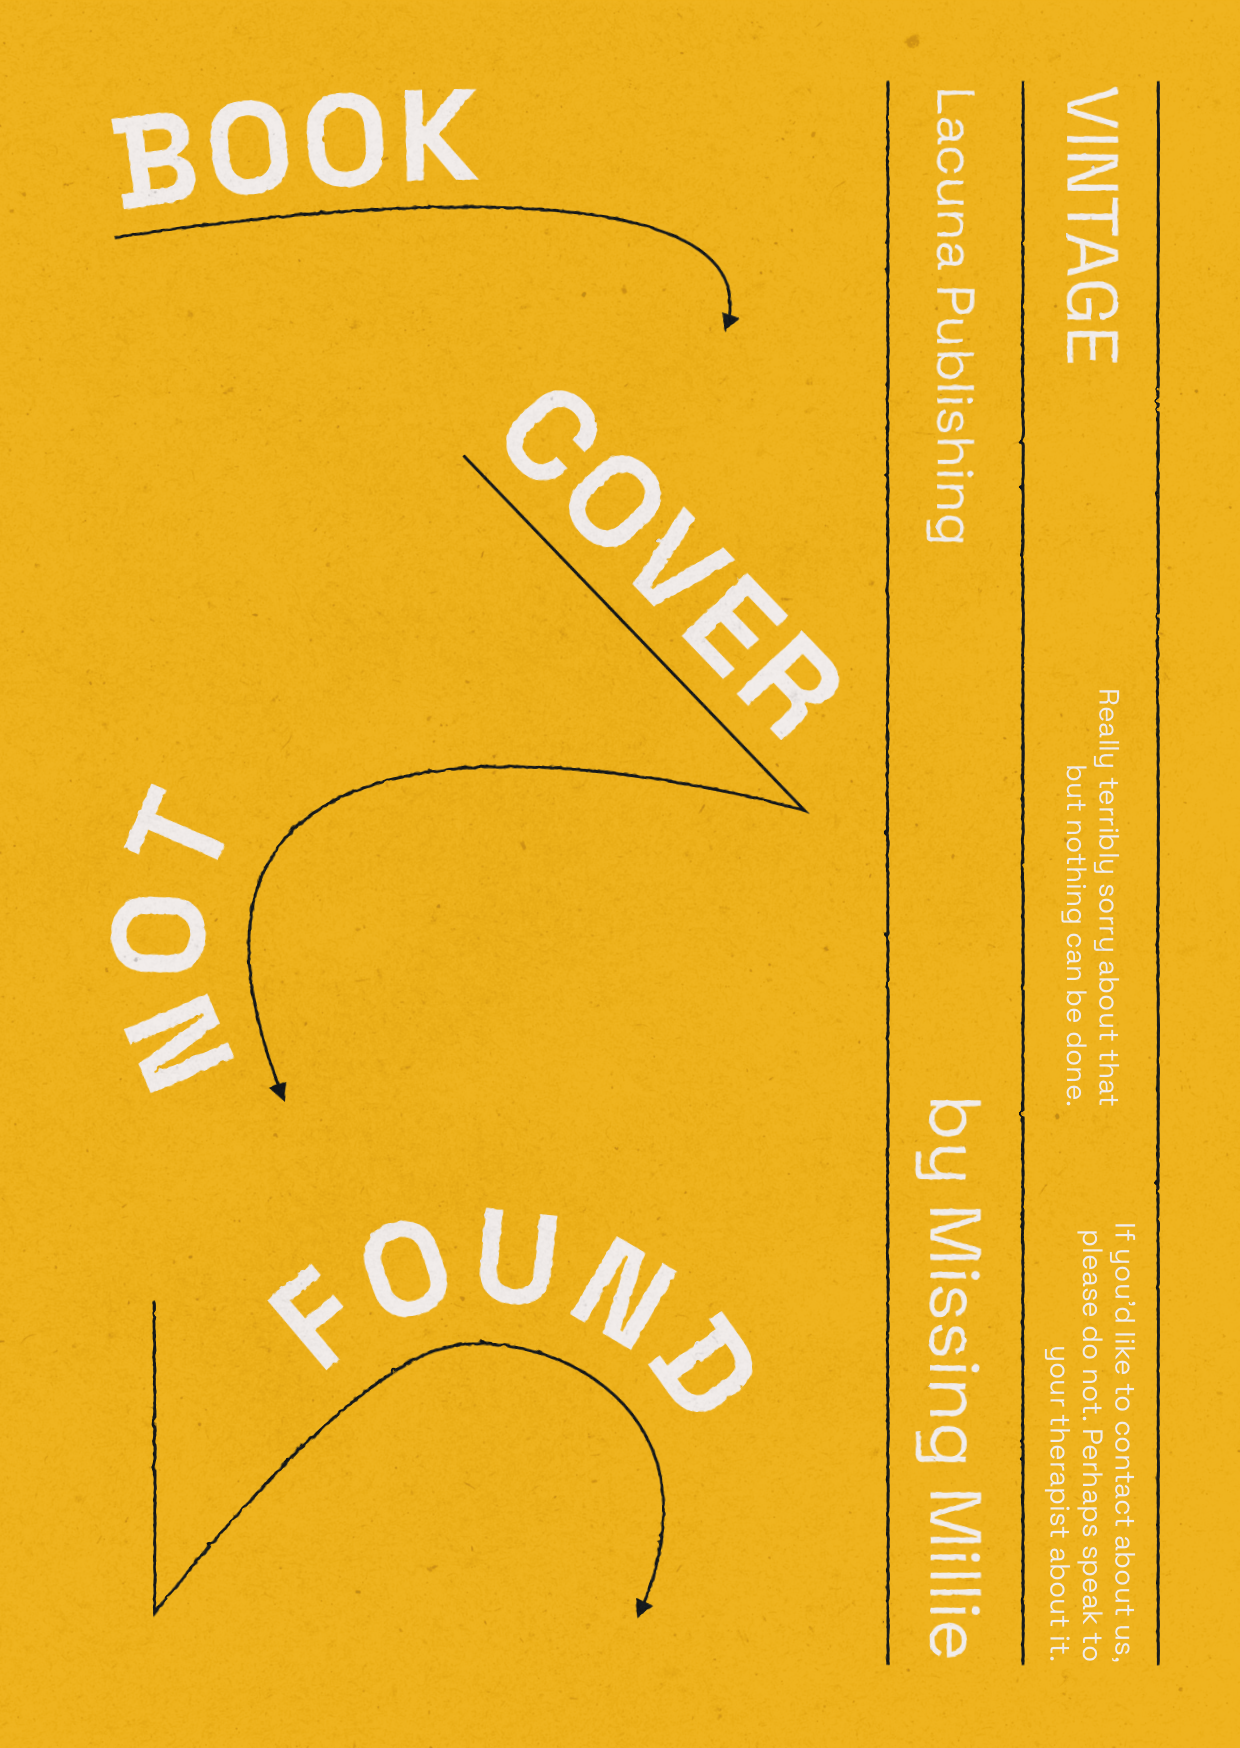 BOOK
COVER
NOT
FOUND
VINTAGE
Really terribly sorry about that
but nothing can be done.
If you’d like to contact about us,
please do not. Perhaps speak to
your therapist about it.
Lacuna Publishing
by Missing Millie